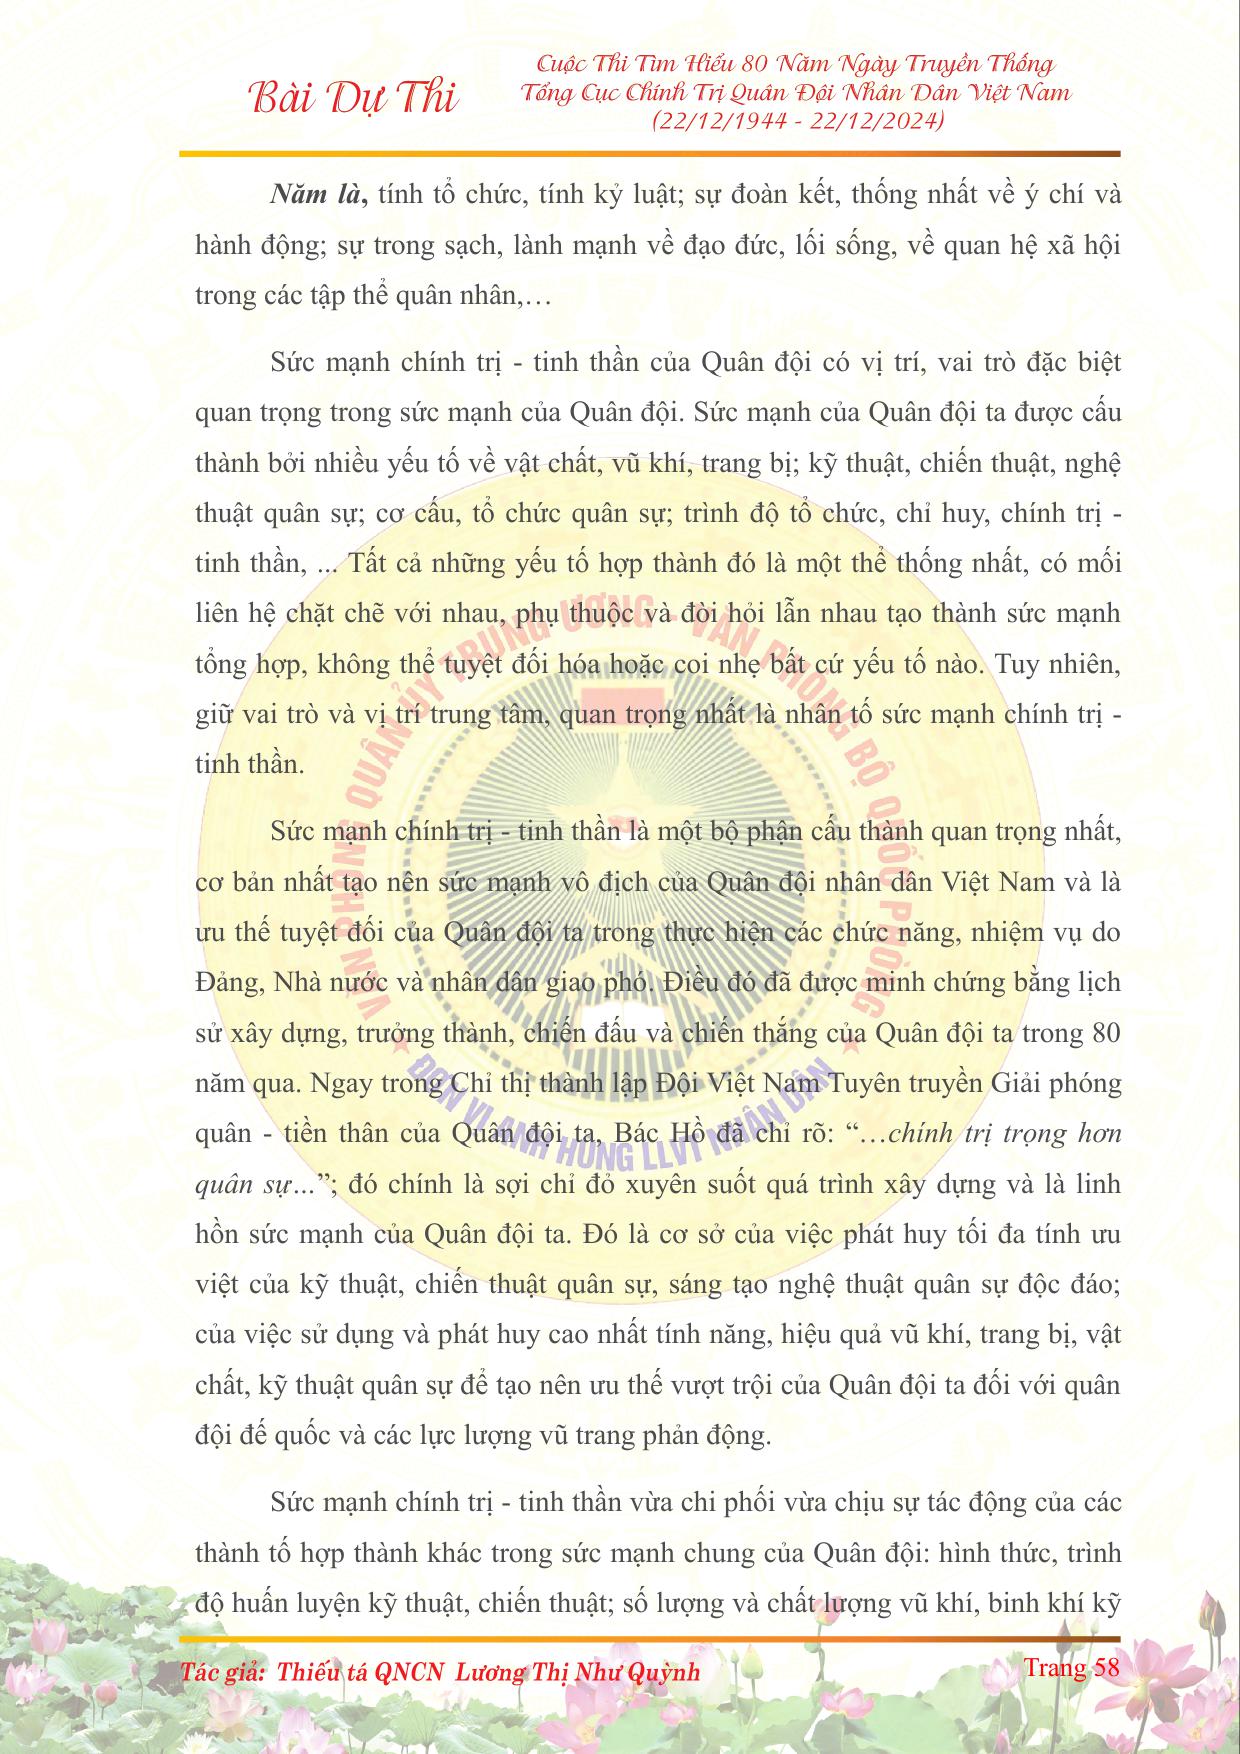 Bài Dự Thi
Cuộc Thi Tìm Hiểu 80 Năm Ngày Truyền Thống
Tổng Cục Chính Trị Quân Đội Nhân Dân Việt Nam
(22/12/1944 - 22/12/2024)
Năm là, tính tổ chức, tính kỷ luật; sự đoàn kết, thống nhất về ý chí và
hành động; sự trong sạch, lành mạnh về đạo đức, lối sống, về quan hệ xã hội
trong các tập thể quân nhân,…
Sức mạnh chính trị - tinh thần của Quân đội có vị trí, vai trò đặc biệt
quan trọng trong sức mạnh của Quân đội. Sức mạnh của Quân đội ta được cấu
thành bởi nhiều yếu tố về vật chất, vũ khí, trang bị; kỹ thuật, chiến thuật, nghệ
thuật quân sự; cơ cấu, tổ chức quân sự; trình độ tổ chức, chỉ huy, chính trị -
tinh thần, ... Tất cả những yếu tố hợp thành đó là một thể thống nhất, có mối
liên hệ chặt chẽ với nhau, phụ thuộc và đòi hỏi lẫn nhau tạo thành sức mạnh
tổng hợp, không thể tuyệt đối hóa hoặc coi nhẹ bất cứ yếu tố nào. Tuy nhiên,
giữ vai trò và vị trí trung tâm, quan trọng nhất là nhân tố sức mạnh chính trị -
tinh thần.
Sức mạnh chính trị - tinh thần là một bộ phận cấu thành quan trọng nhất,
cơ bản nhất tạo nên sức mạnh vô địch của Quân đội nhân dân Việt Nam và là
ưu thế tuyệt đối của Quân đội ta trong thực hiện các chức năng, nhiệm vụ do
Đảng, Nhà nước và nhân dân giao phó. Điều đó đã được minh chứng bằng lịch
sử xây dựng, trưởng thành, chiến đấu và chiến thắng của Quân đội ta trong 80
năm qua. Ngay trong Chỉ thị thành lập Đội Việt Nam Tuyên truyền Giải phóng
quân - tiền thân của Quân đội ta, Bác Hồ đã chỉ rõ: “…chính trị trọng hơn
quân sự...”; đó chính là sợi chỉ đỏ xuyên suốt quá trình xây dựng và là linh
hồn sức mạnh của Quân đội ta. Đó là cơ sở của việc phát huy tối đa tính ưu
việt của kỹ thuật, chiến thuật quân sự, sáng tạo nghệ thuật quân sự độc đáo;
của việc sử dụng và phát huy cao nhất tính năng, hiệu quả vũ khí, trang bị, vật
chất, kỹ thuật quân sự để tạo nên ưu thế vượt trội của Quân đội ta đối với quân
đội đế quốc và các lực lượng vũ trang phản động.
Sức mạnh chính trị - tinh thần vừa chi phối vừa chịu sự tác động của các
thành tố hợp thành khác trong sức mạnh chung của Quân đội: hình thức, trình
độ huấn luyện kỹ thuật, chiến thuật; số lượng và chất lượng vũ khí, binh khí kỹ
VĂN PHÒNG QUÂN ỦY TRUNG ƯƠNG - VĂN PHÒNG BỘ QUỐC PHÒNG
ĐƠN VỊ ANH HÙNG LLVT NHÂN DÂN
Tác giả: Thiếu tá QNCN Lương Thị Như Quỳnh
Trang 58